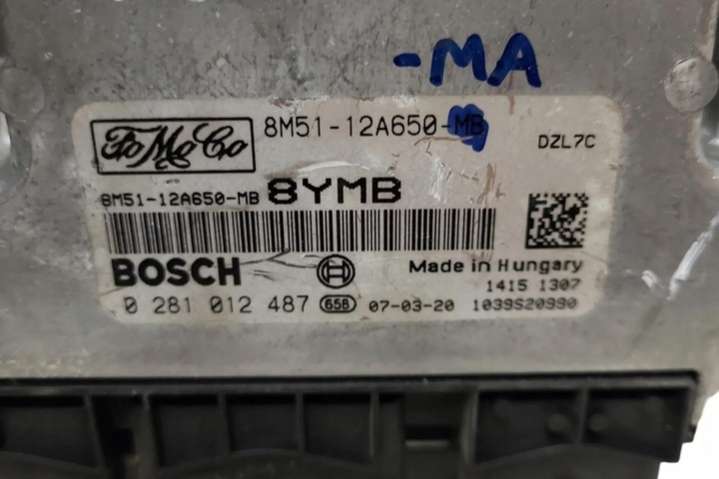 -MA
FoMoCo 8M51-12A650-MB
DZL7C
8M51-12A650-MB 8YMB
BOSCH Made in Hungary
1415 1307
0 281 012 487 65B 07-03-20 1039S20990